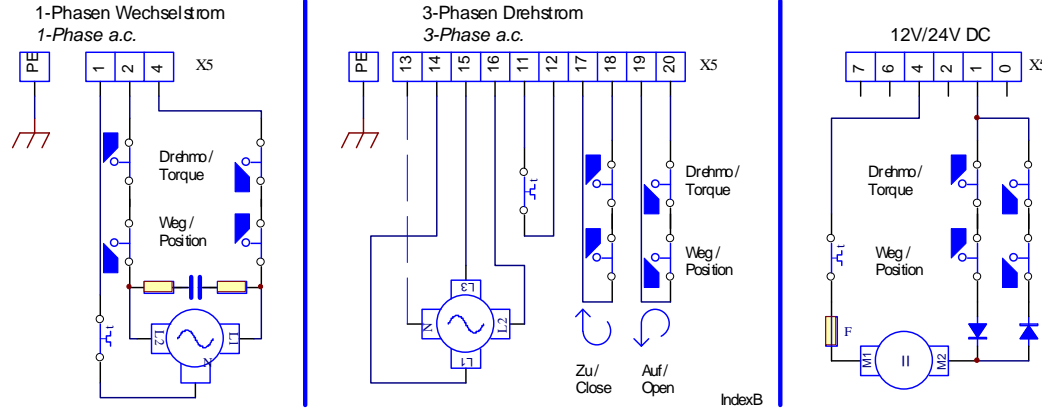 1-Phasen Wechselstrom
1-Phase a.c.
PE
1 2 4
X5
Drehmo/
Torque
Weg/
Position
t
L2
L1
N
3-Phasen Drehstrom
3-Phase a.c.
PE
13 14 15 16 11 12 17 18 19 20
X5
t
Drehmo/
Torque
Weg/
Position
L3
N
L2
L1
Zu/
Close
Auf/
Open
IndexB
12V/24V DC
7 6 4 2 1 0
X5
Drehmo/
Torque
Weg/
Position
t
F
M1
=
M2